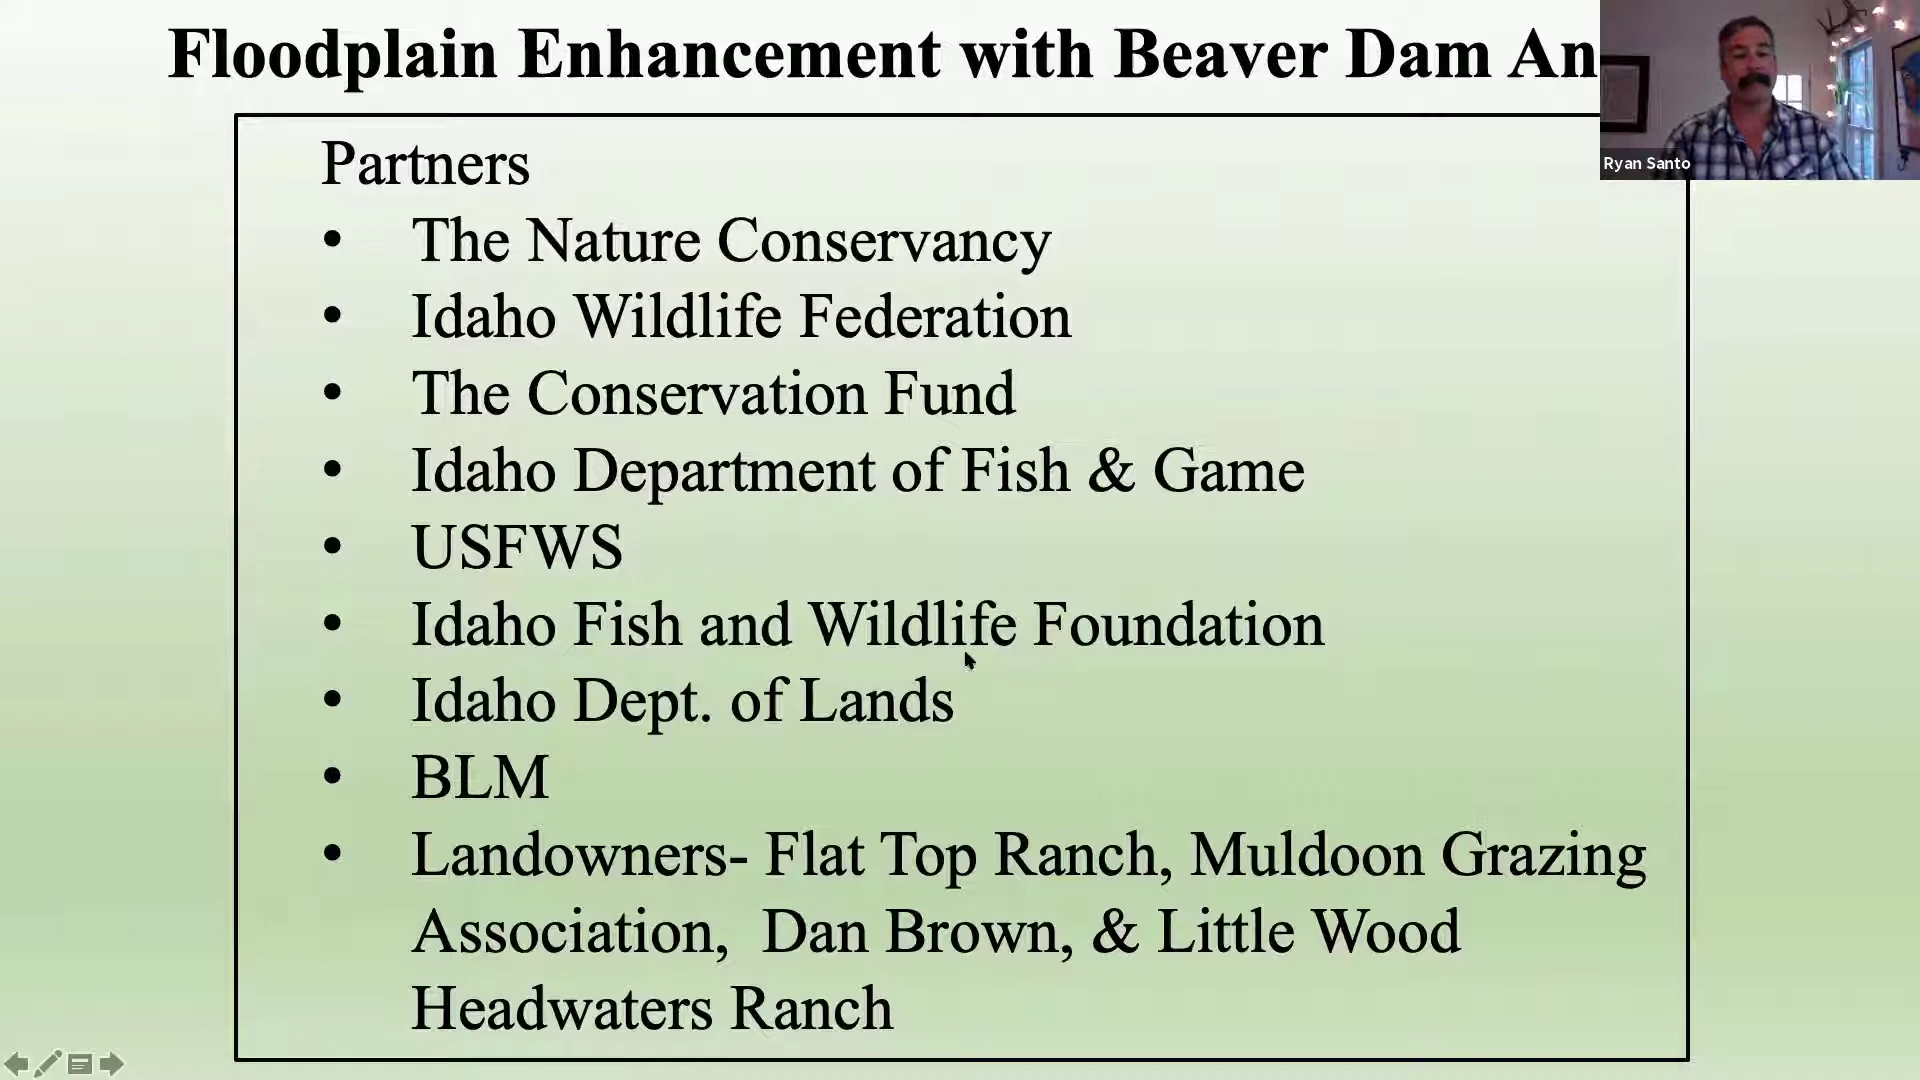 Floodplain Enhancement with Beaver Dam An
Ryan Santo
Partners
• The Nature Conservancy
• Idaho Wildlife Federation
• The Conservation Fund
• Idaho Department of Fish & Game
• USFWS
• Idaho Fish and Wildlife Foundation
• Idaho Dept. of Lands
• BLM
• Landowners- Flat Top Ranch, Muldoon Grazing
Association, Dan Brown, & Little Wood
Headwaters Ranch